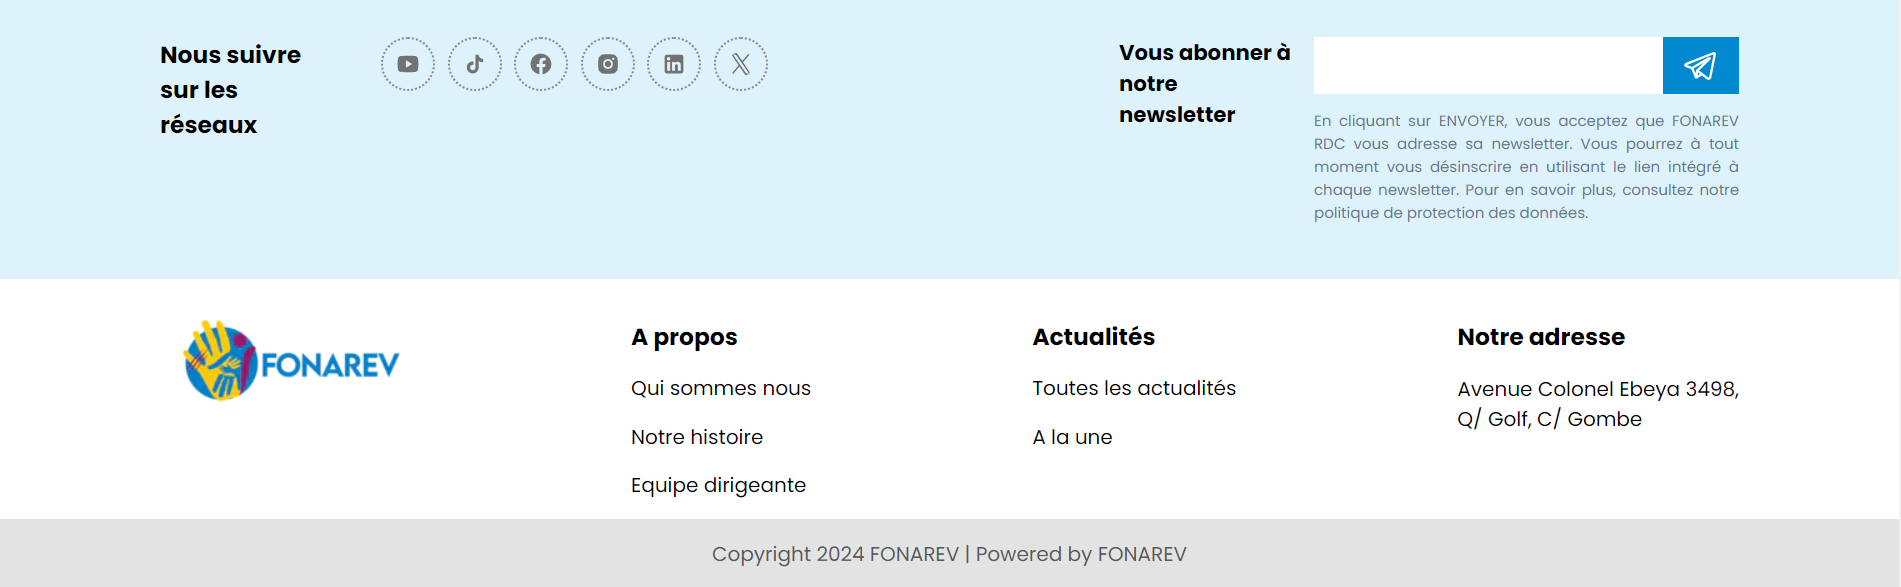 Nous suivre
sur les
réseaux
Vous abonner à
notre
newsletter
En cliquant sur ENVOYER, vous acceptez que FONAREV
RDC vous adresse sa newsletter. Vous pourrez à tout
moment vous désinscrire en utilisant le lien intégré à
chaque newsletter. Pour en savoir plus, consultez notre
politique de protection des données.
FONAREV
A propos
Qui sommes nous
Notre histoire
Equipe dirigeante
Actualités
Toutes les actualités
A la une
Notre adresse
Avenue Colonel Ebeya 3498,
Q/ Golf, C/ Gombe
Copyright 2024 FONAREV | Powered by FONAREV